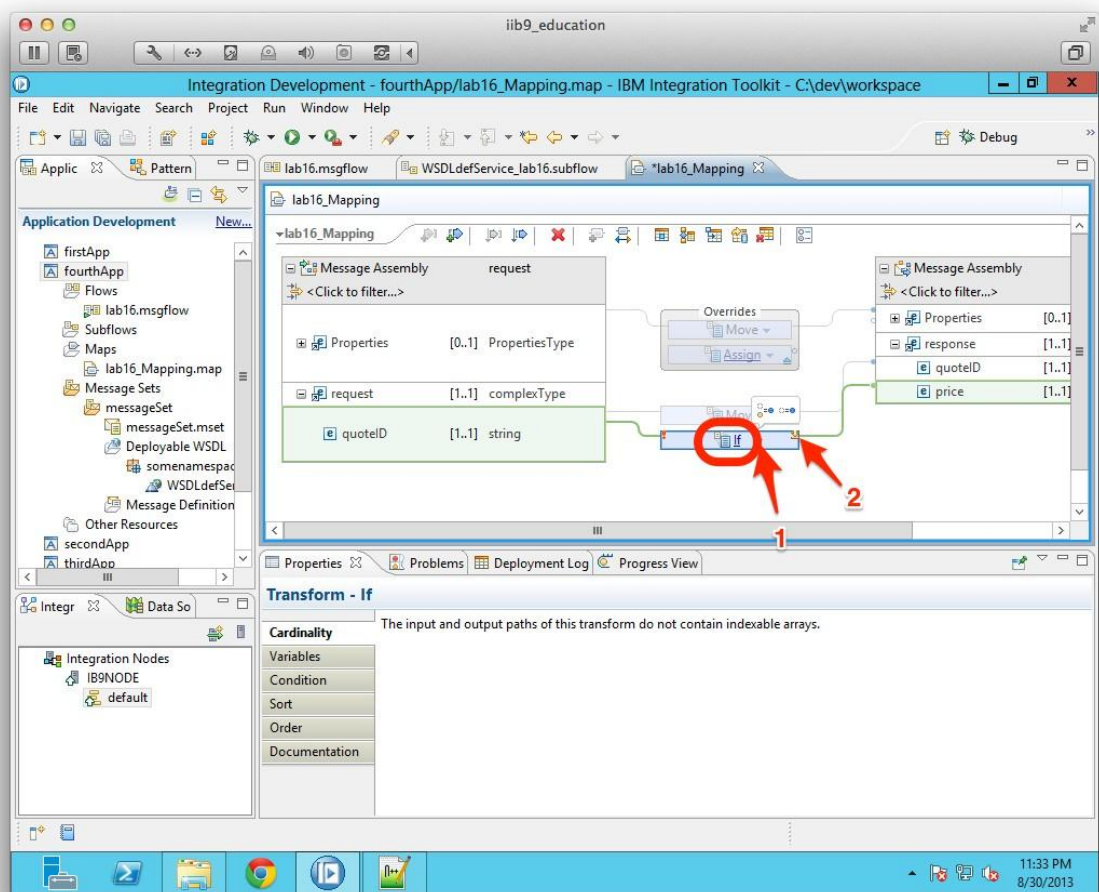 iib9_education
Integration Development - fourthApp/lab16_Mapping.map - IBM Integration Toolkit - C:\dev\workspace
File Edit Navigate Search Project Run Window Help
Debug
Applic
Pattern
Application Development New...
firstApp
fourthApp
Flows
lab16.msgflow
Subflows
Maps
lab16_Mapping.map
Message Sets
messageSet
messageSet.mset
Deployable WSDL
somenamespac
WSDLdefSer
Message Definition
Other Resources
secondApp
thirdApp
Integr
Data So
Integration Nodes
IB9NODE
default
lab16.msgflow
WSDLdefService_lab16.subflow
*lab16_Mapping
lab16_Mapping
lab16_Mapping
Message Assembly request
<Click to filter...>
Properties [0..1] PropertiesType
request [1..1] complexType
quoteID [1..1] string
Overrides
Move
Assign
Mov
If
1
2
Message Assembly
<Click to filter...>
Properties [0..1]
response [1..1]
quoteID [1..1]
price [1..1]
Properties
Problems
Deployment Log
Progress View
Transform - If
Cardinality
Variables
Condition
Sort
Order
Documentation
The input and output paths of this transform do not contain indexable arrays.
11:33 PM
8/30/2013